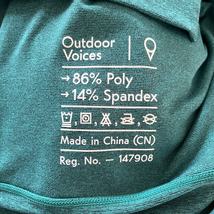 Outdoor
Voices
→86% Poly
→14% Spandex
Made in China (CN)
Reg. No. — 147908